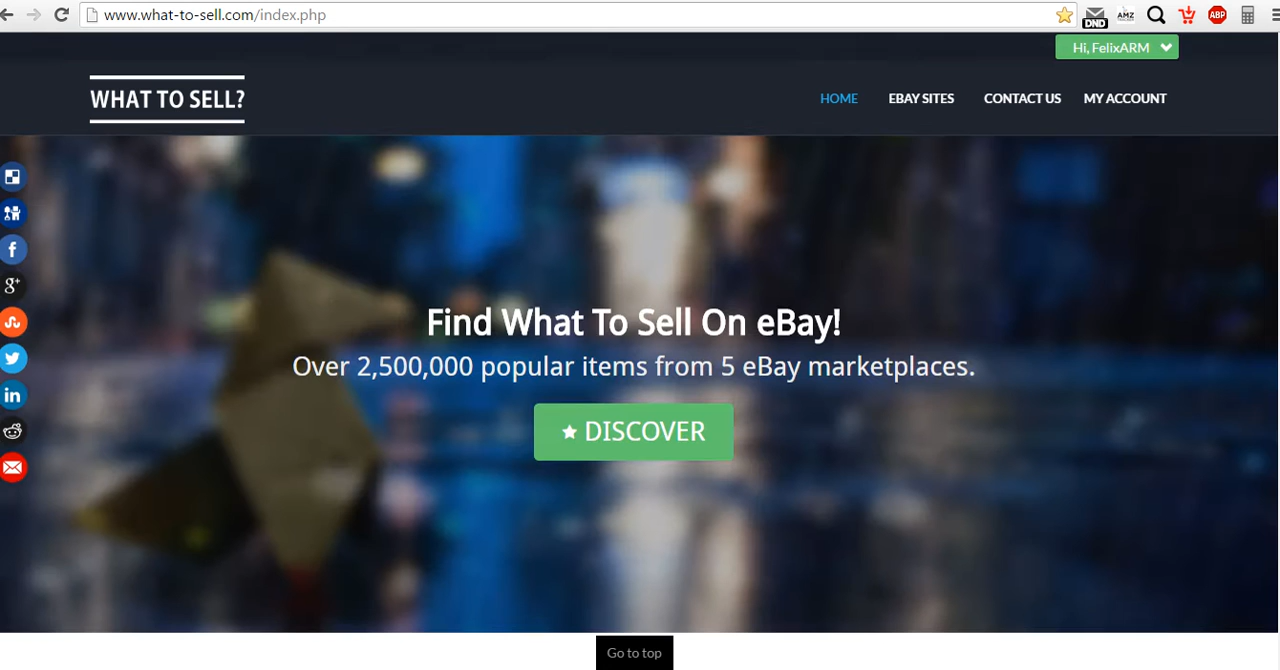 www.what-to-sell.com/index.php
DND
AMZ
ABP
Hi, FelixARM
WHAT TO SELL?
HOME
EBAY SITES
CONTACT US
MY ACCOUNT
Find What To Sell On eBay!
Over 2,500,000 popular items from 5 eBay marketplaces.
DISCOVER
Go to top